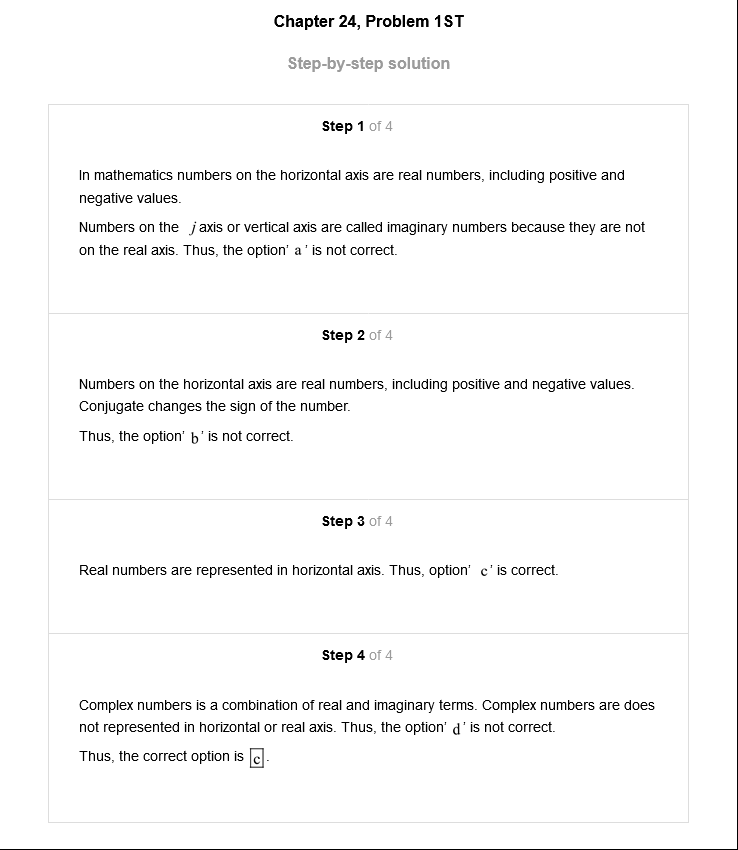 Chapter 24, Problem 1ST
Step-by-step solution
Step 1 of 4
In mathematics numbers on the horizontal axis are real numbers, including positive and
negative values.
Numbers on the j axis or vertical axis are called imaginary numbers because they are not
on the real axis. Thus, the option' a ' is not correct.
Step 2 of 4
Numbers on the horizontal axis are real numbers, including positive and negative values.
Conjugate changes the sign of the number.
Thus, the option' b ' is not correct.
Step 3 of 4
Real numbers are represented in horizontal axis. Thus, option' c ' is correct.
Step 4 of 4
Complex numbers is a combination of real and imaginary terms. Complex numbers are does
not represented in horizontal or real axis. Thus, the option' d ' is not correct.
Thus, the correct option is c .